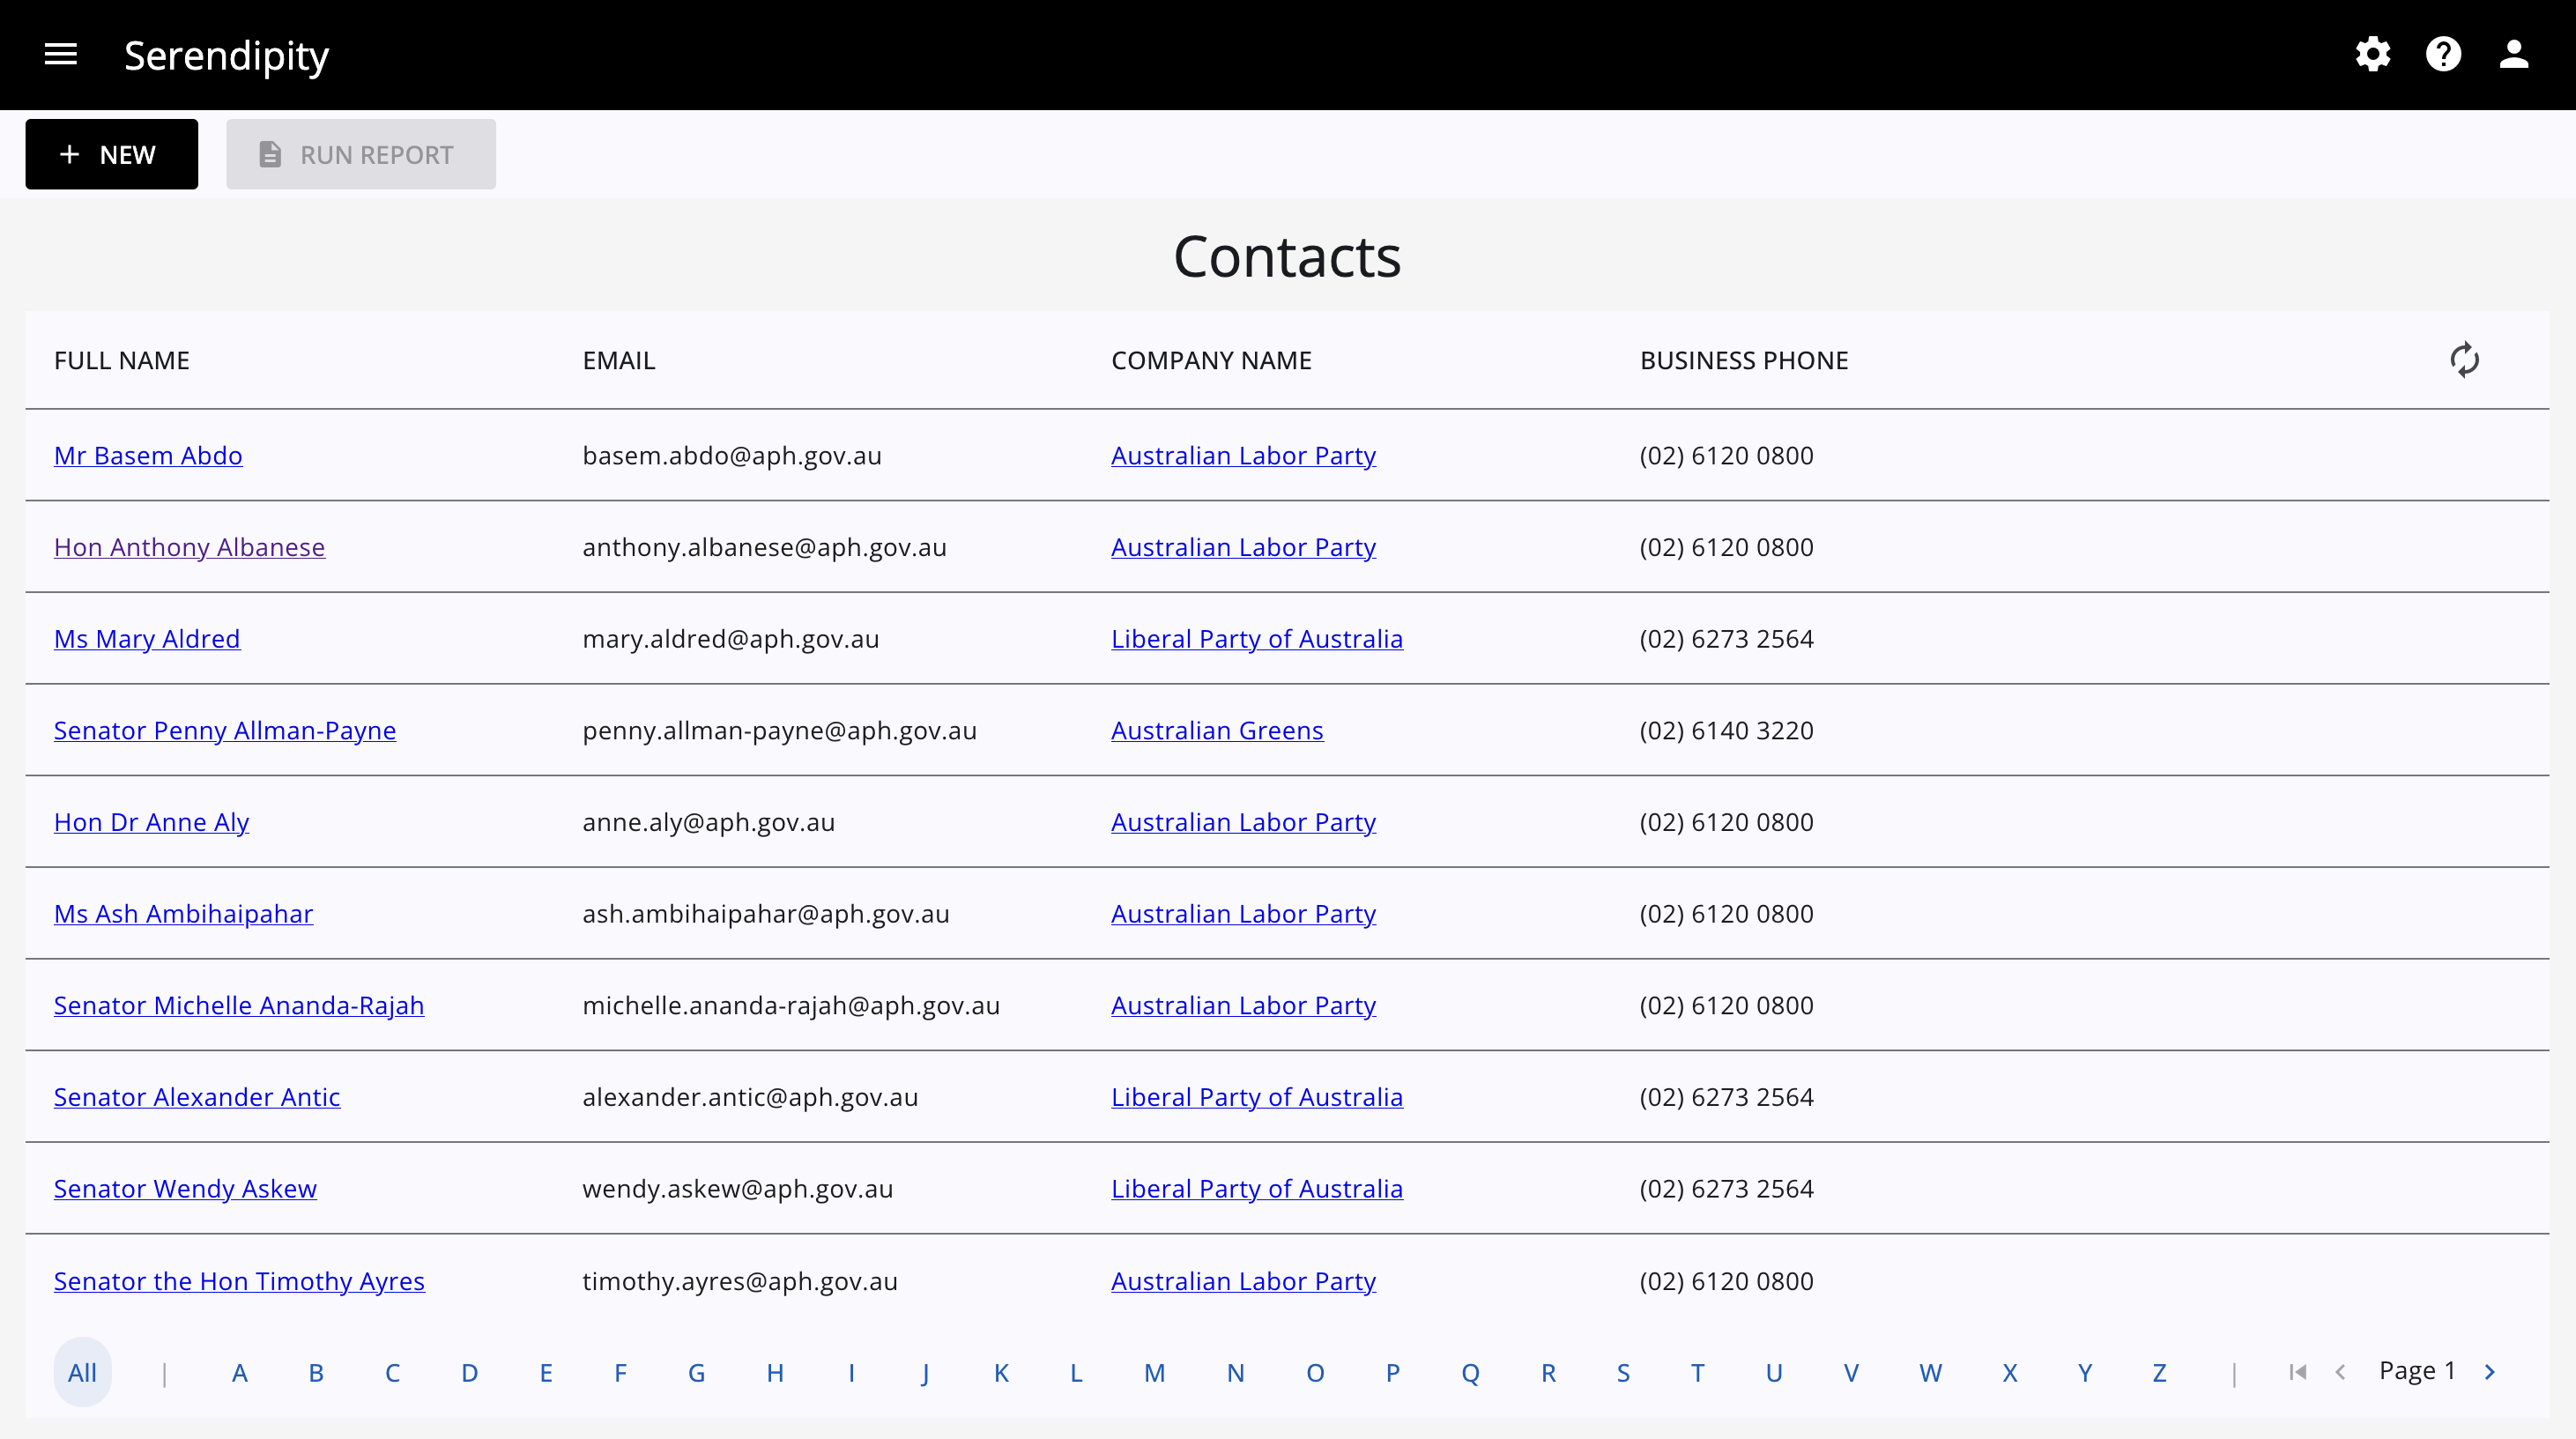 Serendipity
NEW RUN REPORT
Contacts
FULL NAME EMAIL COMPANY NAME BUSINESS PHONE
Mr Basem Abdo basem.abdo@aph.gov.au Australian Labor Party (02) 6120 0800
Hon Anthony Albanese anthony.albanese@aph.gov.au Australian Labor Party (02) 6120 0800
Ms Mary Aldred mary.aldred@aph.gov.au Liberal Party of Australia (02) 6273 2564
Senator Penny Allman-Payne penny.allman-payne@aph.gov.au Australian Greens (02) 6140 3220
Hon Dr Anne Aly anne.aly@aph.gov.au Australian Labor Party (02) 6120 0800
Ms Ash Ambihaipahar ash.ambihaipahar@aph.gov.au Australian Labor Party (02) 6120 0800
Senator Michelle Ananda-Rajah michelle.ananda-rajah@aph.gov.au Australian Labor Party (02) 6120 0800
Senator Alexander Antic alexander.antic@aph.gov.au Liberal Party of Australia (02) 6273 2564
Senator Wendy Askew wendy.askew@aph.gov.au Liberal Party of Australia (02) 6273 2564
Senator the Hon Timothy Ayres timothy.ayres@aph.gov.au Australian Labor Party (02) 6120 0800
All | A B C D E F G H I J K L M N O P Q R S T U V W X Y Z | Page 1